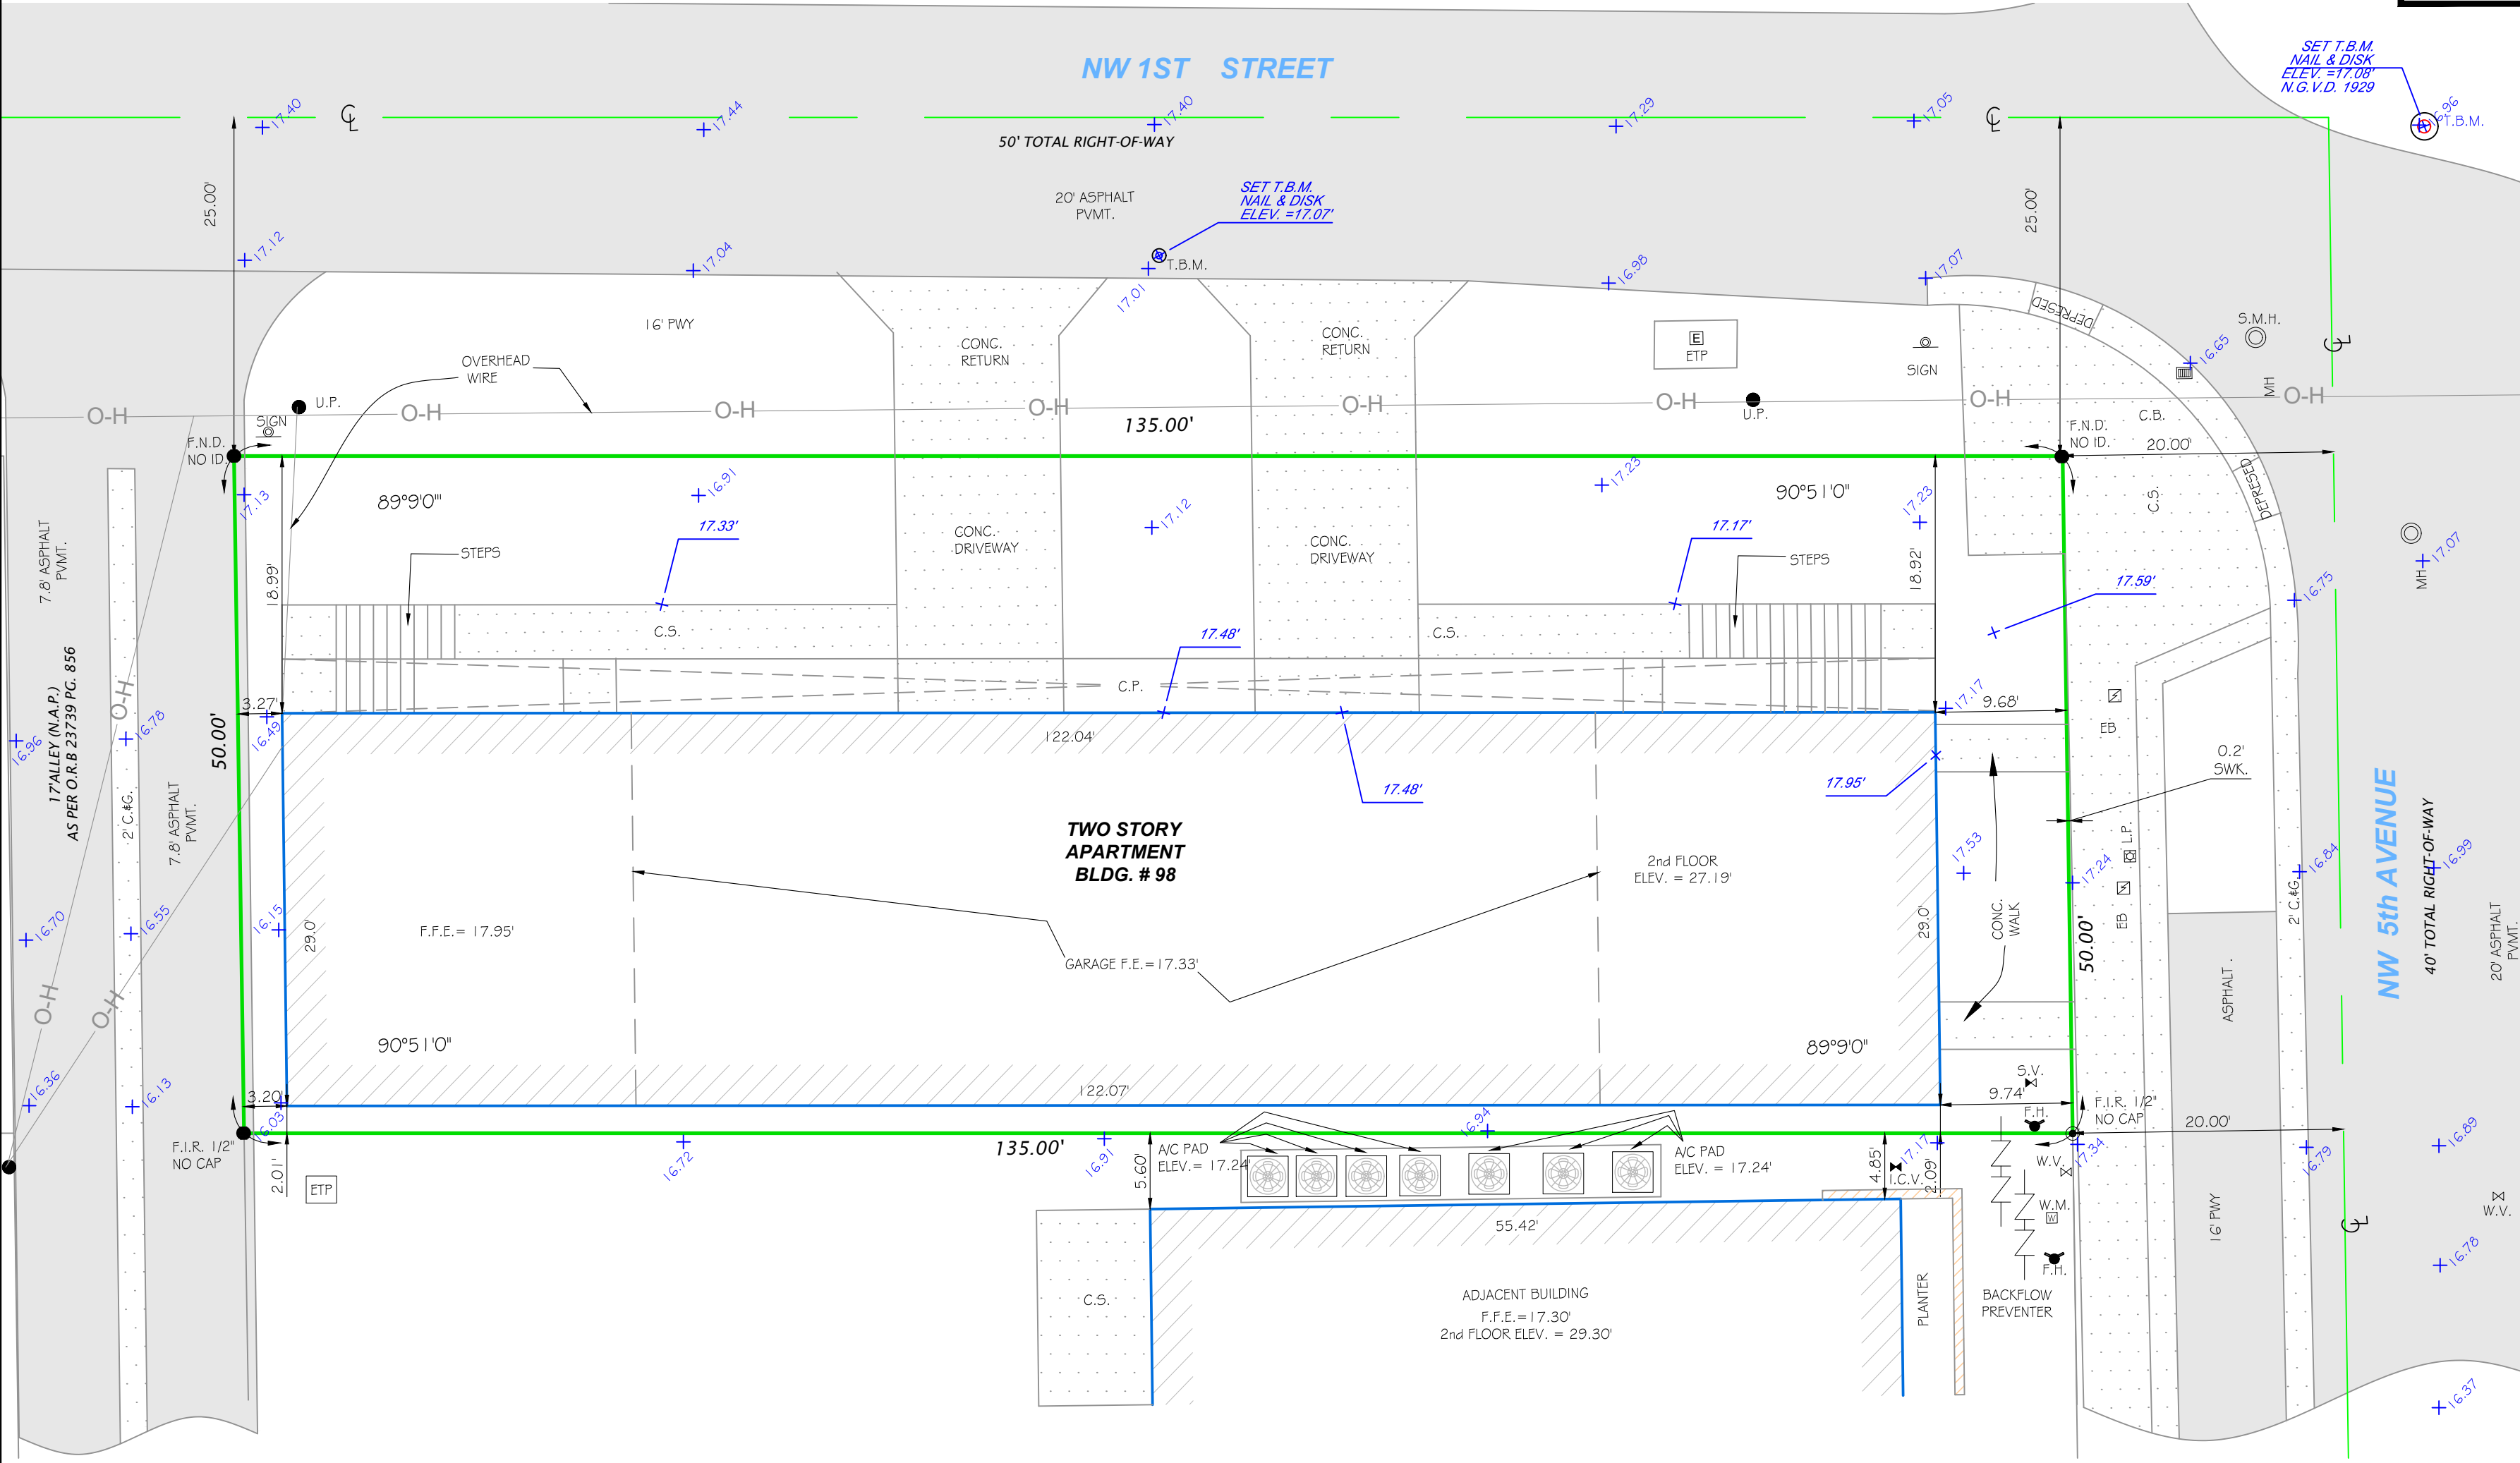 NW 1ST STREET
SET T.B.M.
NAIL & DISK
ELEV. =17.08'
N.G.V.D. 1929
16.96
T.B.M.
17.40
17.44
17.40
17.29
17.05
50' TOTAL RIGHT-OF-WAY
25.00'
25.00'
20' ASPHALT
PVMT.
SET T.B.M.
NAIL & DISK
ELEV. =17.07'
17.12
17.04
T.B.M.
17.01
16.98
17.07
DEPRESED
16' PWY
CONC.
RETURN
CONC.
RETURN
E
ETP
SIGN
S.M.H.
16.65
MH
OVERHEAD
WIRE
U.P.
O-H
O-H
O-H
O-H
O-H
O-H
O-H
O-H
U.P.
C.B.
SIGN
F.N.D.
NO ID.
135.00'
F.N.D.
NO ID.
20.00'
DEPRESED
C.S.
17.13
89°9'0'"
16.91
17.33'
17.12
17.23
90°51'0"
17.23
17.17'
7.8' ASPHALT
PVMT.
STEPS
CONC.
DRIVEWAY
CONC.
DRIVEWAY
STEPS
18.99'
18.92'
17.07
MH
17.59'
16.75
C.S.
17.48'
C.S.
C.P.
17'ALLEY (N.A.P.)
AS PER O.R.B 23739 PG. 856
O-H
3.27'
16.49
50.00'
16.96
16.78
2' C.&G.
7.8' ASPHALT
PVMT.
122.04'
17.17
9.68'
EB
17.48'
17.95'
0.2'
SWK.
TWO STORY
APARTMENT
BLDG. # 98
2nd FLOOR
ELEV. = 27.19'
17.53
17.24
L.P.
EB
16.84
16.99
NW 5th AVENUE
40' TOTAL RIGHT-OF-WAY
20' ASPHALT
PVMT.
2' C.&G.
16.70
16.55
16.15
29.0'
F.F.E.= 17.95'
GARAGE F.E.=17.33'
29.0'
CONC.
WALK
50.00'
ASPHALT .
O-H
O-H
90°51'0"
89°9'0"
16.36
16.13
3.20'
16.03
122.07'
S.V.
9.74'
F.H.
F.I.R. 1/2"
NO CAP
20.00'
F.I.R. 1/2"
NO CAP
2.01'
ETP
16.72
135.00'
16.91
5.60'
A/C PAD
ELEV.= 17.24'
16.94
A/C PAD
ELEV. = 17.24'
4.85'
17.17
I.C.V.
2.09'
W.V.
17.34
W.M.
W
F.H.
16.79
16.89
16' PWY
W.V.
16.78
55.42'
C.S.
ADJACENT BUILDING
F.F.E.=17.30'
2nd FLOOR ELEV. = 29.30'
PLANTER
BACKFLOW
PREVENTER
16.37